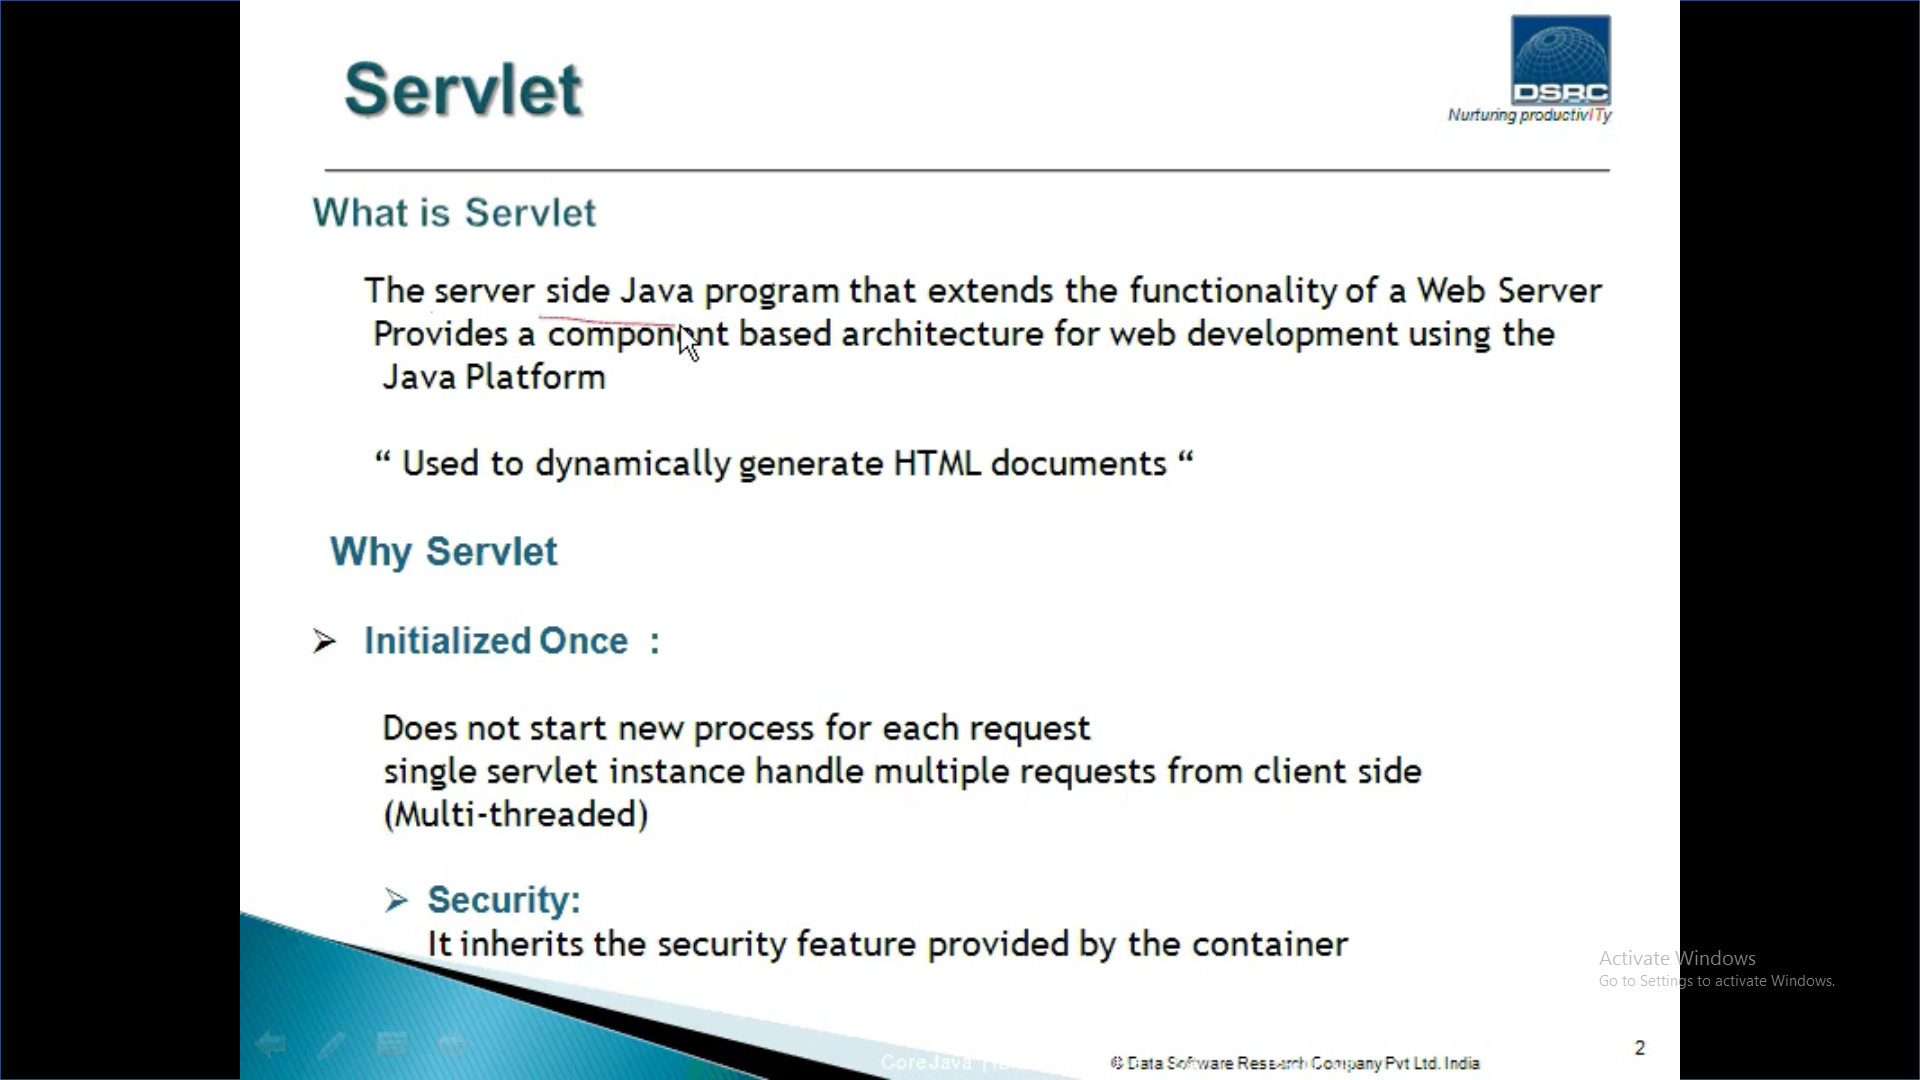 Servlet
DSRC
Nurturing productivITy
What is Servlet
The server side Java program that extends the functionality of a Web Server
Provides a component based architecture for web development using the
Java Platform
“ Used to dynamically generate HTML documents “
Why Servlet
➢ Initialized Once :
Does not start new process for each request
single servlet instance handle multiple requests from client side
(Multi-threaded)
➢ Security:
It inherits the security feature provided by the container
Activate Windows
Go to Settings to activate Windows.
2
Core Java |
© Data Software Research Company Pvt Ltd. India